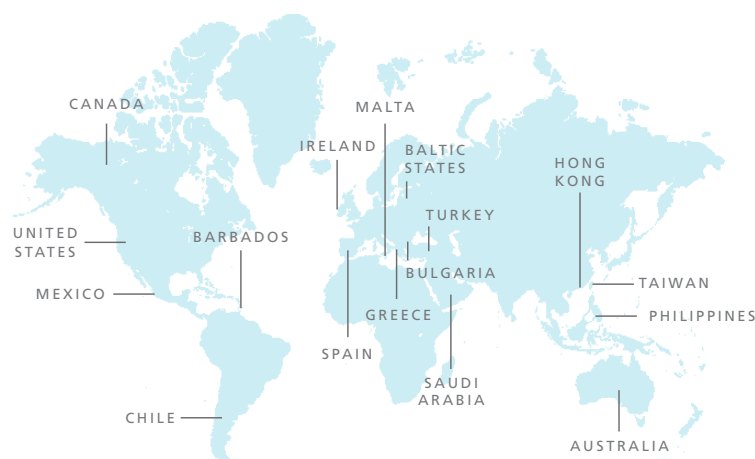 CANADA
MALTA
IRELAND
BALTIC
STATES
HONG
KONG
TURKEY
UNITED
STATES
BARBADOS
BULGARIA
TAIWAN
MEXICO
GREECE
PHILIPPINES
SPAIN
SAUDI
ARABIA
CHILE
AUSTRALIA